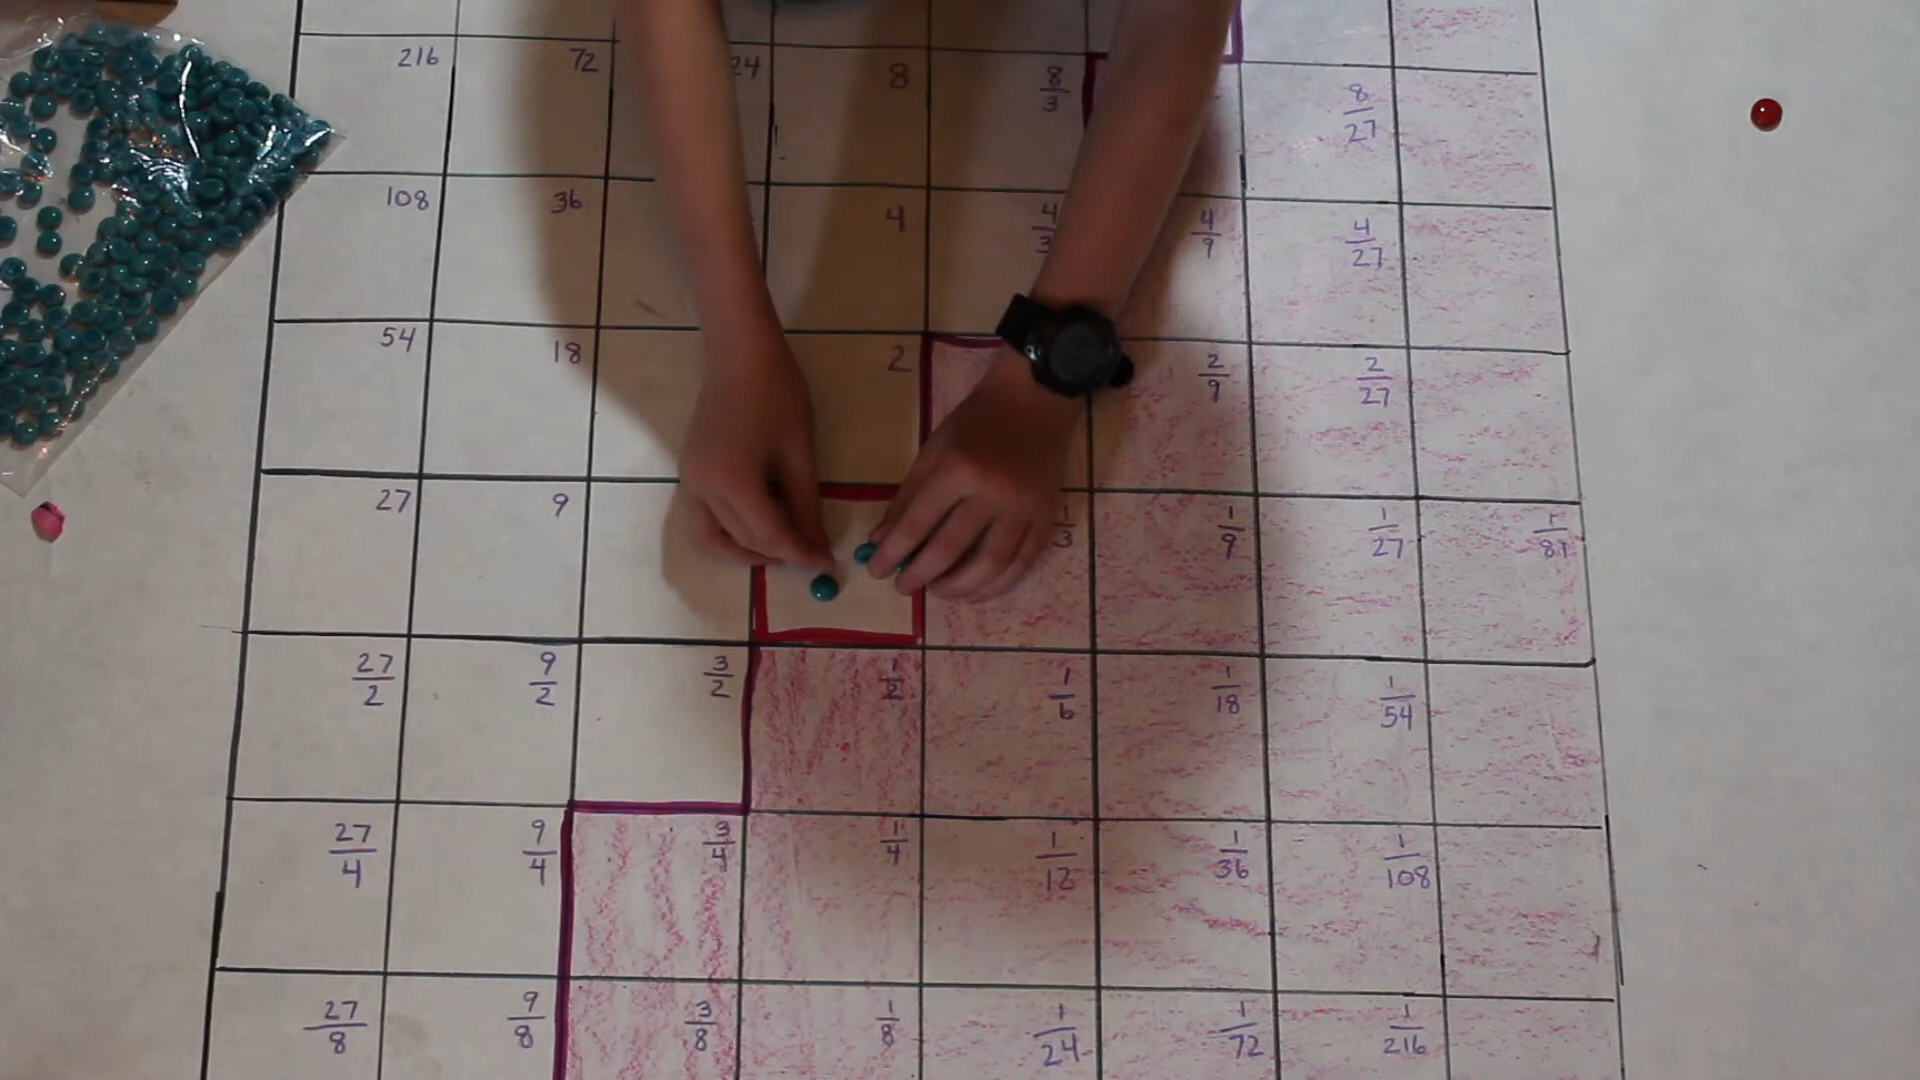 216 72 24 8 8/3 8/27
108 36 4 4/3 4/9 4/27
54 18 2 2/9 2/27
27 9 1/3 1/9 1/27 1/81
27/2 9/2 3/2 1/2 1/6 1/18 1/54
27/4 9/4 3/4 1/4 1/12 1/36 1/108
27/8 9/8 3/8 1/8 1/24 1/72 1/216